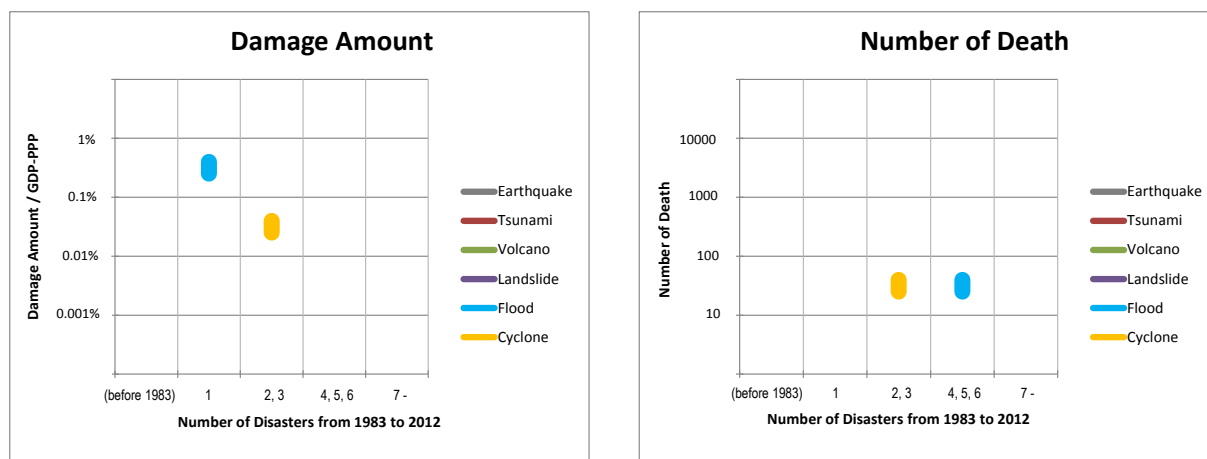 Damage Amount
1%
0.1%
0.01%
0.001%
Damage Amount / GDP-PPP
(before 1983) 1 2, 3 4, 5, 6 7 -
Number of Disasters from 1983 to 2012
Earthquake
Tsunami
Volcano
Landslide
Flood
Cyclone
Number of Death
10000
1000
100
10
Number of Death
(before 1983) 1 2, 3 4, 5, 6 7 -
Number of Disasters from 1983 to 2012
Earthquake
Tsunami
Volcano
Landslide
Flood
Cyclone